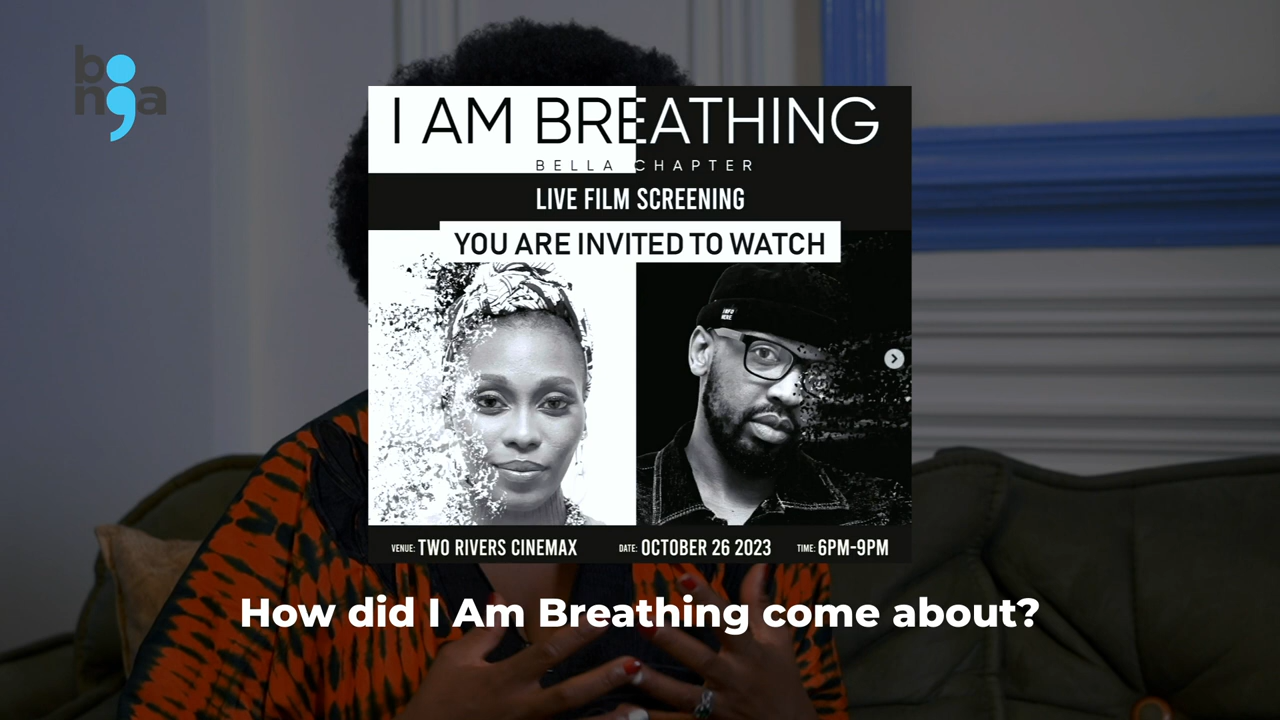 bo
n;a
I AM BREATHING
BELLA CHAPTER
LIVE FILM SCREENING
YOU ARE INVITED TO WATCH
VENUE: TWO RIVERS CINEMAX DATE: OCTOBER 26 2023 TIME: 6PM-9PM
How did I Am Breathing come about?